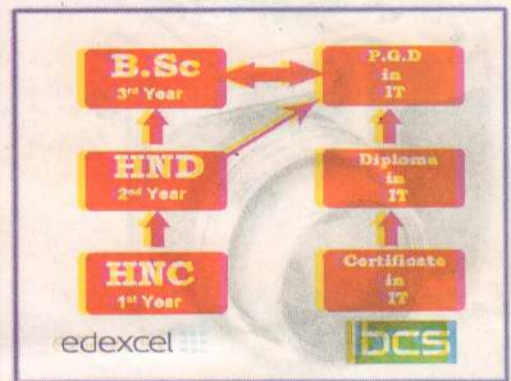 B.Sc
3rd Year
P.G.D
in
IT
HND
2nd Year
Diploma
in
IT
HNC
1st Year
Certificate
in
IT
edexcel
bcs